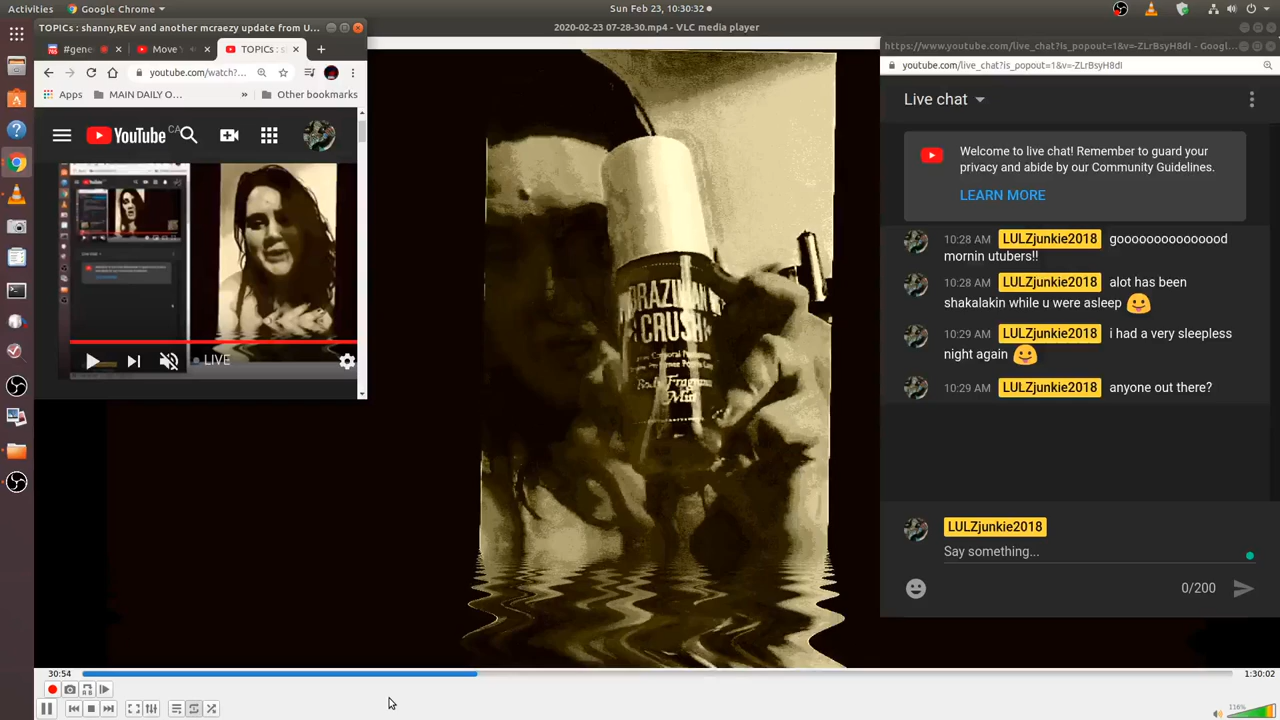 Activities
Google Chrome
Sun Feb 23, 10:30:32
TOPICs : shanny,REV and another mcraezy update from U...
2020-02-23 07-28-30.mp4 - VLC media player
https://www.youtube.com/live_chat?is_popout=1&v=-ZLrBsyH8dI - Googl...
#gene
Move
TOPICs : s
youtube.com/watch?...
youtube.com/live_chat?is_popout=1&v=-ZLrBsyH8dI
Apps
MAIN DAILY O...
»
Other bookmarks
YouTube CA
LIVE
BRAZILIAN
CRUSH
Body Fragrance
Mist
Live chat
Welcome to live chat! Remember to guard your
privacy and abide by our Community Guidelines.
LEARN MORE
10:28 AM LULZjunkie2018 gooooooooooooood
mornin utubers!!
10:28 AM LULZjunkie2018 alot has been
shakalakin while u were asleep
10:29 AM LULZjunkie2018 i had a very sleepless
night again
10:29 AM LULZjunkie2018 anyone out there?
LULZjunkie2018
Say something...
0/200
30:54
1:30:02
116%